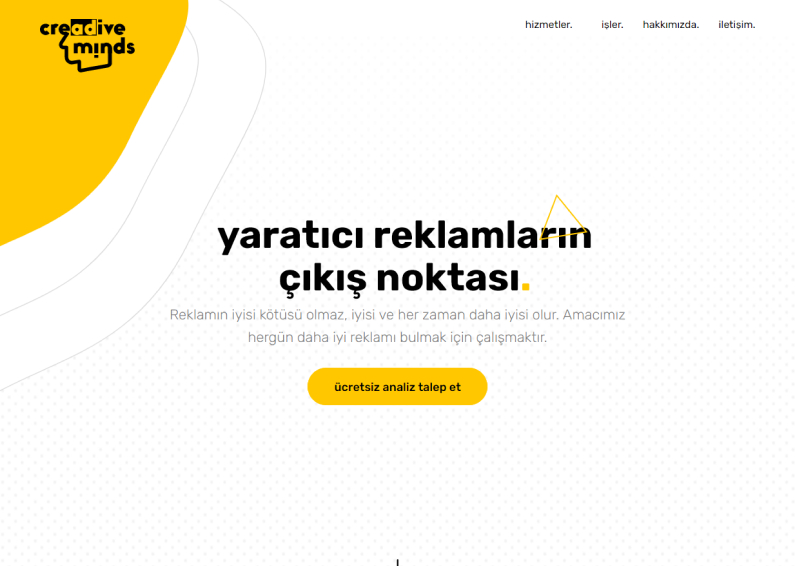 creadive
minds
hizmetler. işler. hakkımızda. iletişim.
yaratıcı reklamların
çıkış noktası.
Reklamın iyisi kötüsü olmaz, iyisi ve her zaman daha iyisi olur. Amacımız
hergün daha iyi reklamı bulmak için çalışmaktır.
ücretsiz analiz talep et